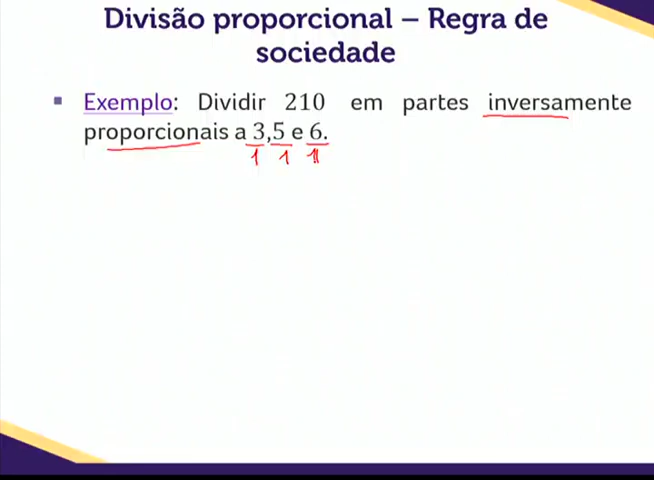 Divisão proporcional – Regra de
sociedade
▪ Exemplo: Dividir 210 em partes inversamente
proporcionais a 3,5 e 6.
1 1 1